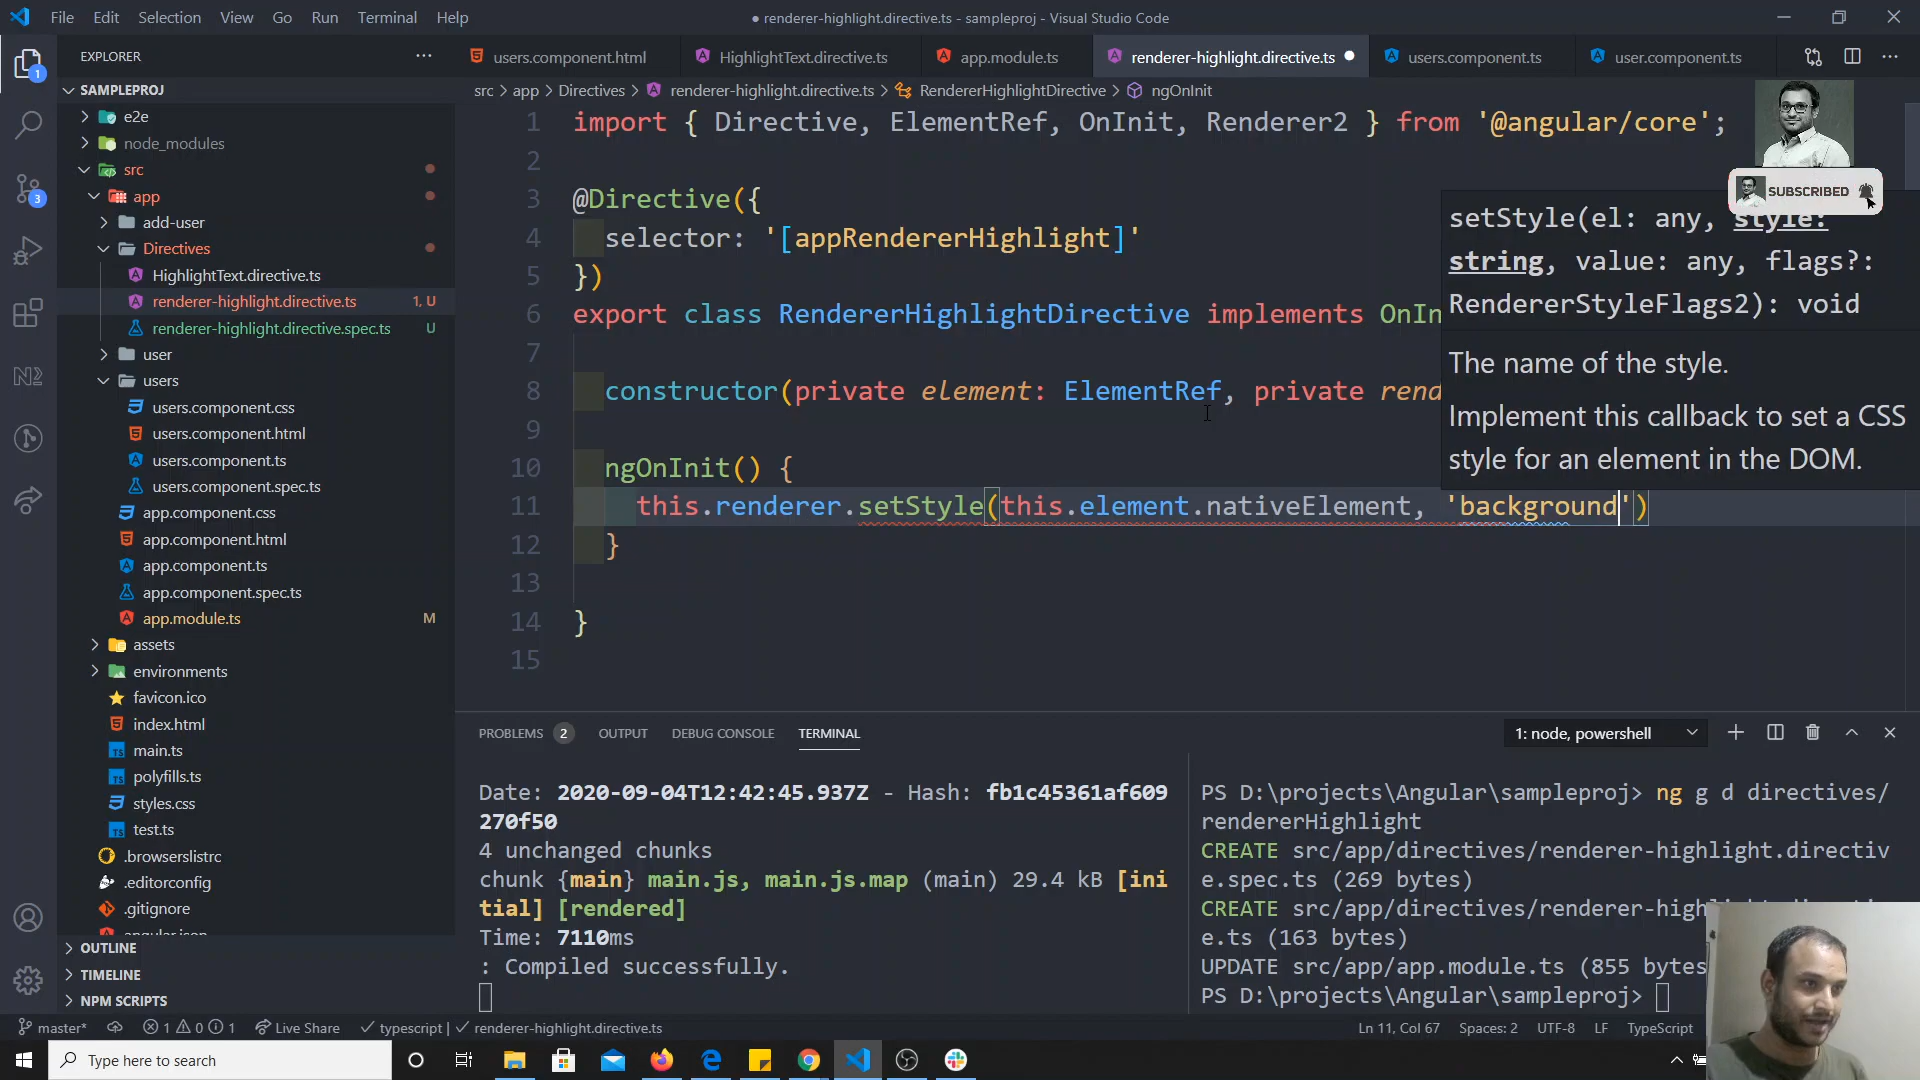 File Edit Selection View Go Run Terminal Help
● renderer-highlight.directive.ts - sampleproj - Visual Studio Code
EXPLORER
users.component.html
HighlightText.directive.ts
app.module.ts
renderer-highlight.directive.ts
users.component.ts
user.component.ts
1
3
SAMPLEPROJ
e2e
node_modules
src
app
add-user
Directives
HighlightText.directive.ts
renderer-highlight.directive.ts 1, U
renderer-highlight.directive.spec.ts U
user
users
users.component.css
users.component.html
users.component.ts
users.component.spec.ts
app.component.css
app.component.html
app.component.ts
app.component.spec.ts
app.module.ts M
assets
environments
favicon.ico
index.html
main.ts
polyfills.ts
styles.css
test.ts
.browserslistrc
.editorconfig
.gitignore
OUTLINE
TIMELINE
NPM SCRIPTS
src > app > Directives > renderer-highlight.directive.ts > RendererHighlightDirective > ngOnInit
1 import { Directive, ElementRef, OnInit, Renderer2 } from '@angular/core';
2
3 @Directive({
4 selector: '[appRendererHighlight]'
5 })
6 export class RendererHighlightDirective implements OnIn
7
8 constructor(private element: ElementRef, private rend
9
10 ngOnInit() {
11 this.renderer.setStyle(this.element.nativeElement, 'background')
12 }
13
14 }
15
SUBSCRIBED
setStyle(el: any, style:
string, value: any, flags?:
RendererStyleFlags2): void
The name of the style.
Implement this callback to set a CSS
style for an element in the DOM.
PROBLEMS 2 OUTPUT DEBUG CONSOLE TERMINAL
1: node, powershell
Date: 2020-09-04T12:42:45.937Z - Hash: fb1c45361af609
270f50
4 unchanged chunks
chunk {main} main.js, main.js.map (main) 29.4 kB [ini
tial] [rendered]
Time: 7110ms
: Compiled successfully.
PS D:\projects\Angular\sampleproj> ng g d directives/
rendererHighlight
CREATE src/app/directives/renderer-highlight.directiv
e.spec.ts (269 bytes)
CREATE src/app/directives/renderer-
e.ts (163 bytes)
UPDATE src/app/app.module.ts (855 bytes
PS D:\projects\Angular\sampleproj>
master* 1 0 1 Live Share typescript | renderer-highlight.directive.ts
Ln 11, Col 67 Spaces: 2 UTF-8 LF TypeScript
Type here to search